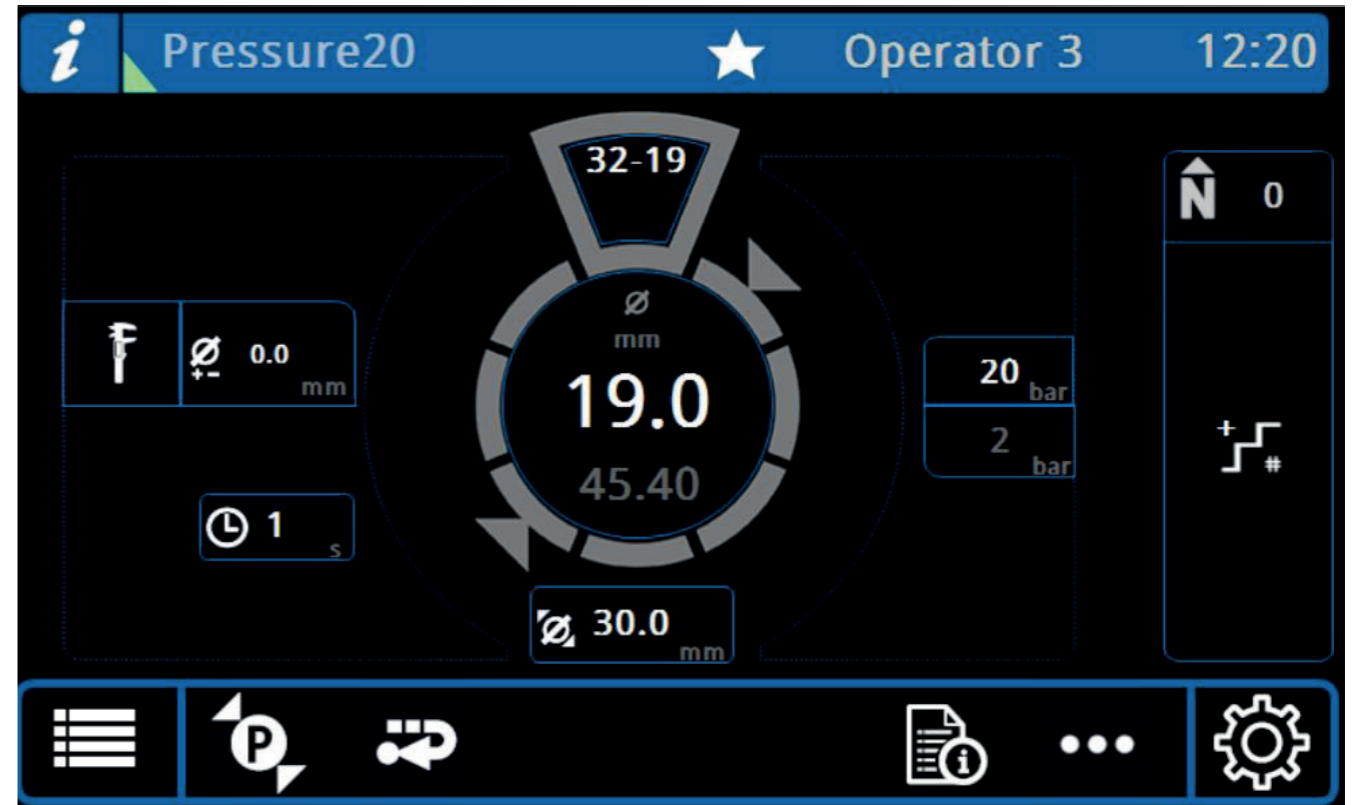 i Pressure20 Operator 3 12:20
32-19
N 0
Ø
mm
Ø +- 0.0 mm
19.0
20 bar
45.40
2 bar
1 s
Ø 30.0 mm
+ #
P i